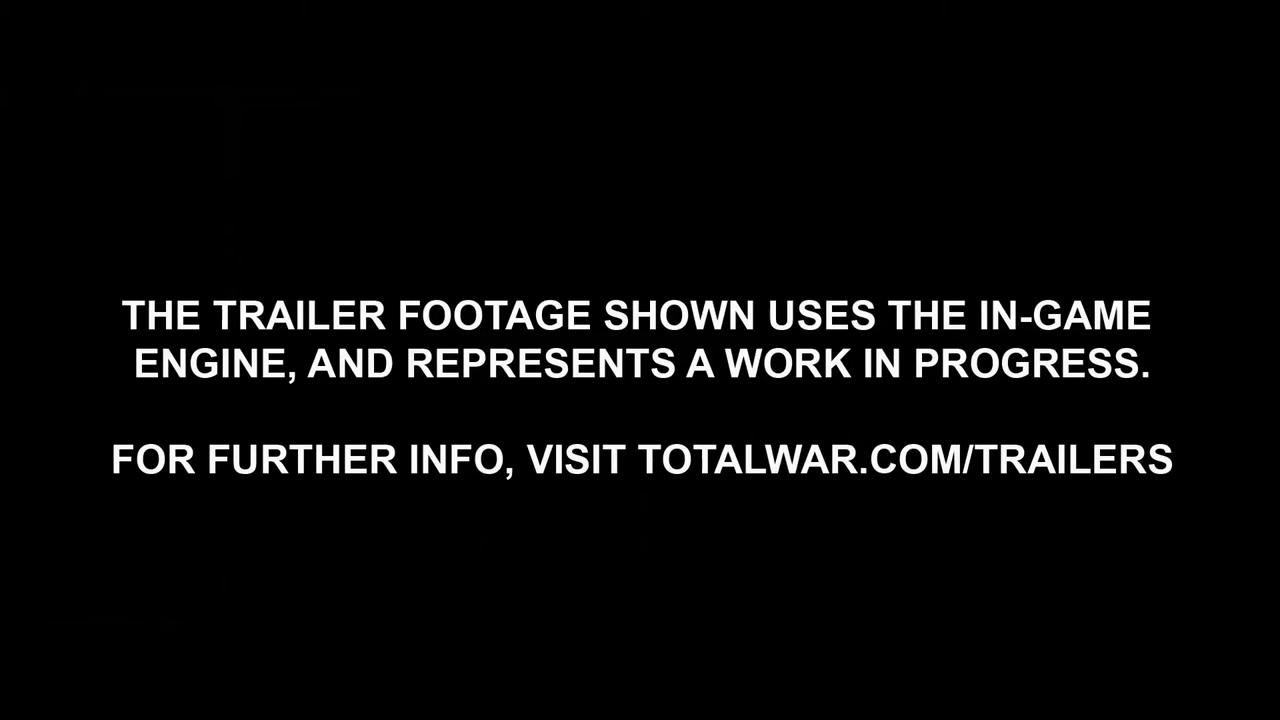 THE TRAILER FOOTAGE SHOWN USES THE IN-GAME
ENGINE, AND REPRESENTS A WORK IN PROGRESS.
FOR FURTHER INFO, VISIT TOTALWAR.COM/TRAILERS